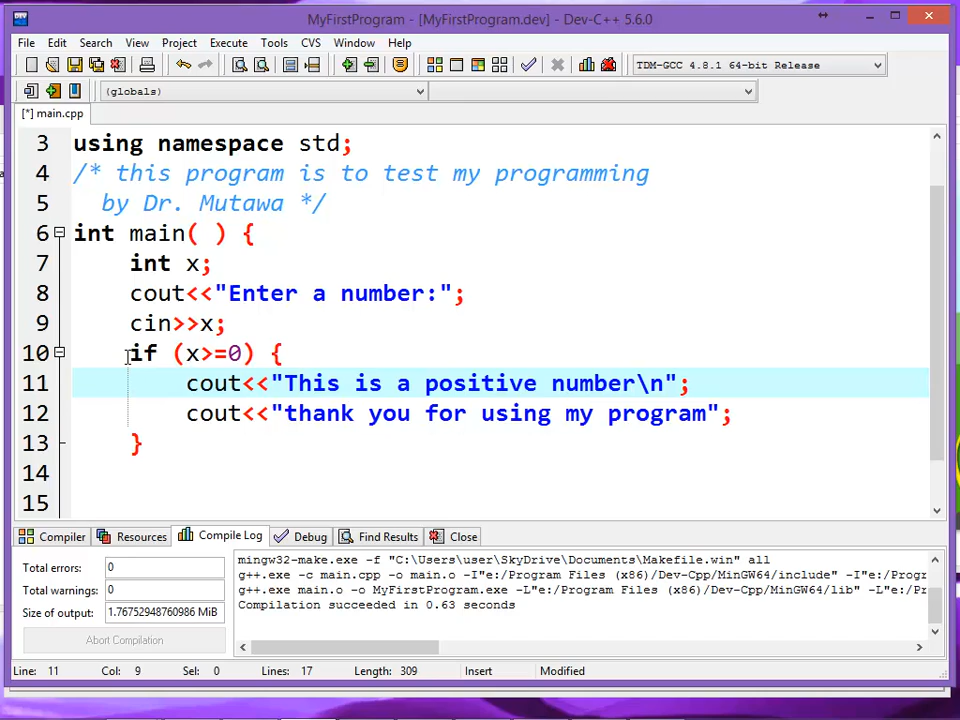 MyFirstProgram - [MyFirstProgram.dev] - Dev-C++ 5.6.0
File Edit Search View Project Execute Tools CVS Window Help
TDM-GCC 4.8.1 64-bit Release
(globals)
[*] main.cpp
3 using namespace std;
4 /* this program is to test my programming
5 by Dr. Mutawa */
6 int main( ) {
7 int x;
8 cout<<"Enter a number:";
9 cin>>x;
10 if (x>=0) {
11 cout<<"This is a positive number\n";
12 cout<<"thank you for using my program";
13 }
14
15
Compiler Resources Compile Log Debug Find Results Close
Total errors: 0
Total warnings: 0
Size of output: 1.76752948760986 MiB
Abort Compilation
mingw32-make.exe -f "C:\Users\user\SkyDrive\Documents\Makefile.win" all
g++.exe -c main.cpp -o main.o -I"e:/Program Files (x86)/Dev-Cpp/MinGW64/include" -I"e:/Progr
g++.exe main.o -o MyFirstProgram.exe -L"e:/Program Files (x86)/Dev-Cpp/MinGW64/lib" -L"e:/Pr
Compilation succeeded in 0.63 seconds
Line: 11 Col: 9 Sel: 0 Lines: 17 Length: 309 Insert Modified